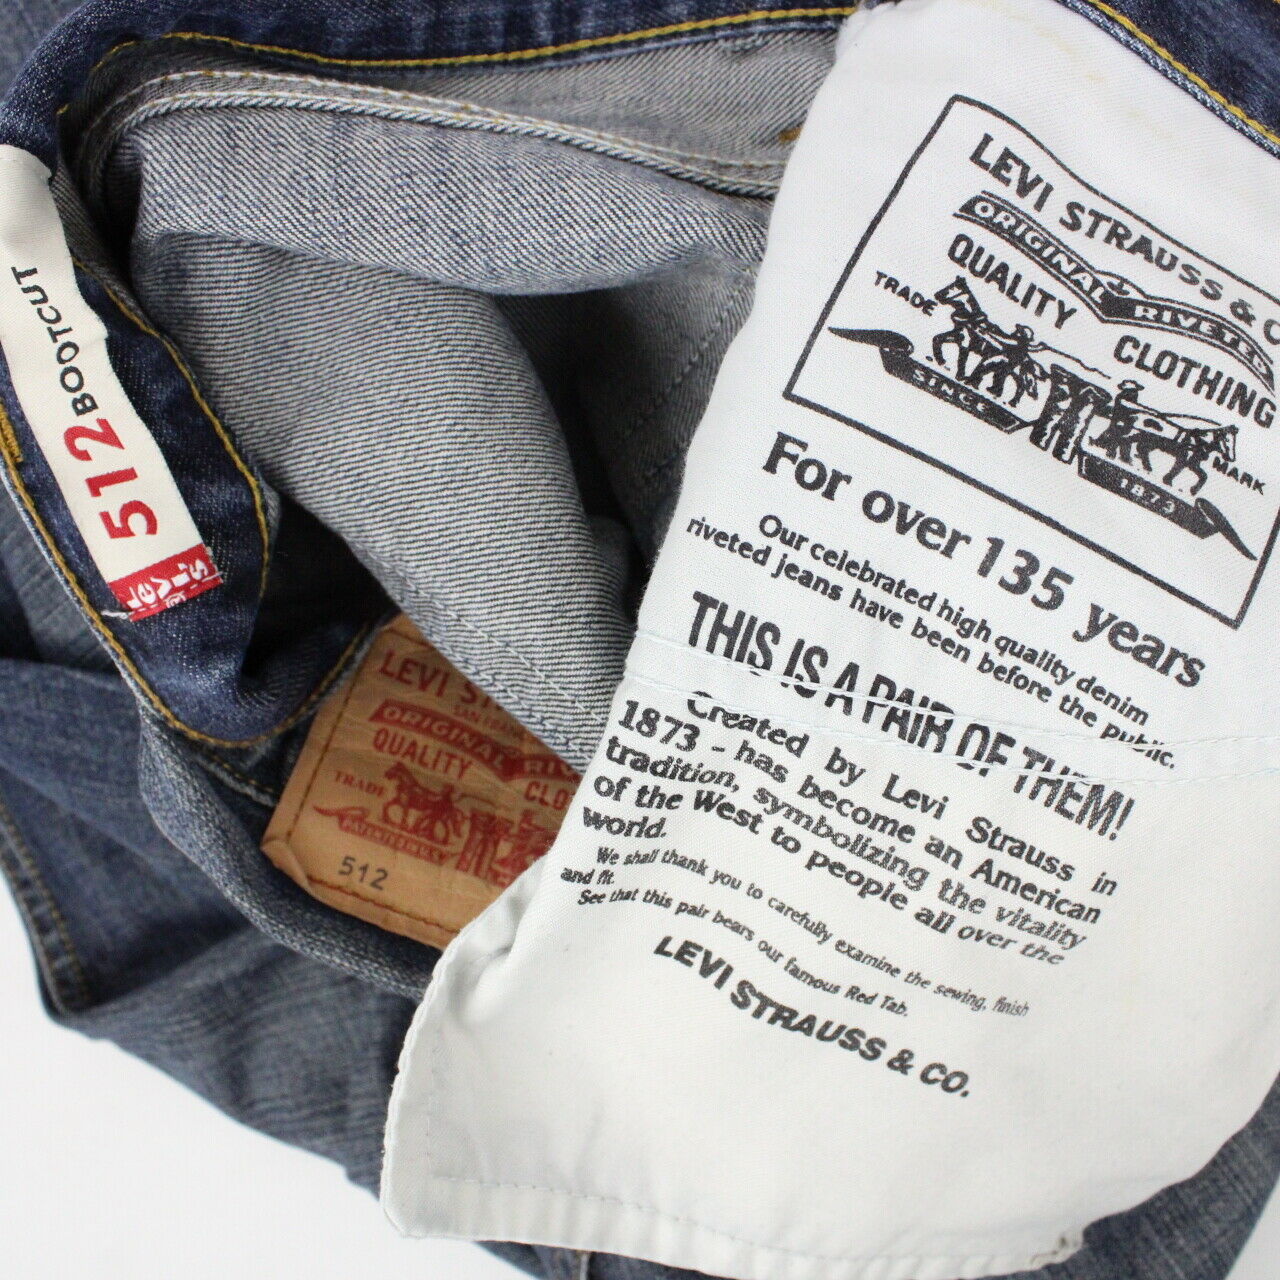 512 BOOTCUT
Levi's
LEVI
SAN FRAN
ORIGINAL
QUALITY
TRADE
512
LEVI STRAUSS & CO
ORIGINAL RIVETED
QUALITY CLOTHING
TRADE MARK
SINCE 1873
For over 135 years
Our celebrated high quality denim
riveted jeans have been before the public.
THIS IS A PAIR OF THEM!
Created by Levi Strauss in
1873 - has become an American
tradition, symbolizing the vitality
of the West to people all over the
world.
We shall thank you to carefully examine the sewing, finish
and fit.
See that this pair bears our famous Red Tab.
LEVI STRAUSS & CO.